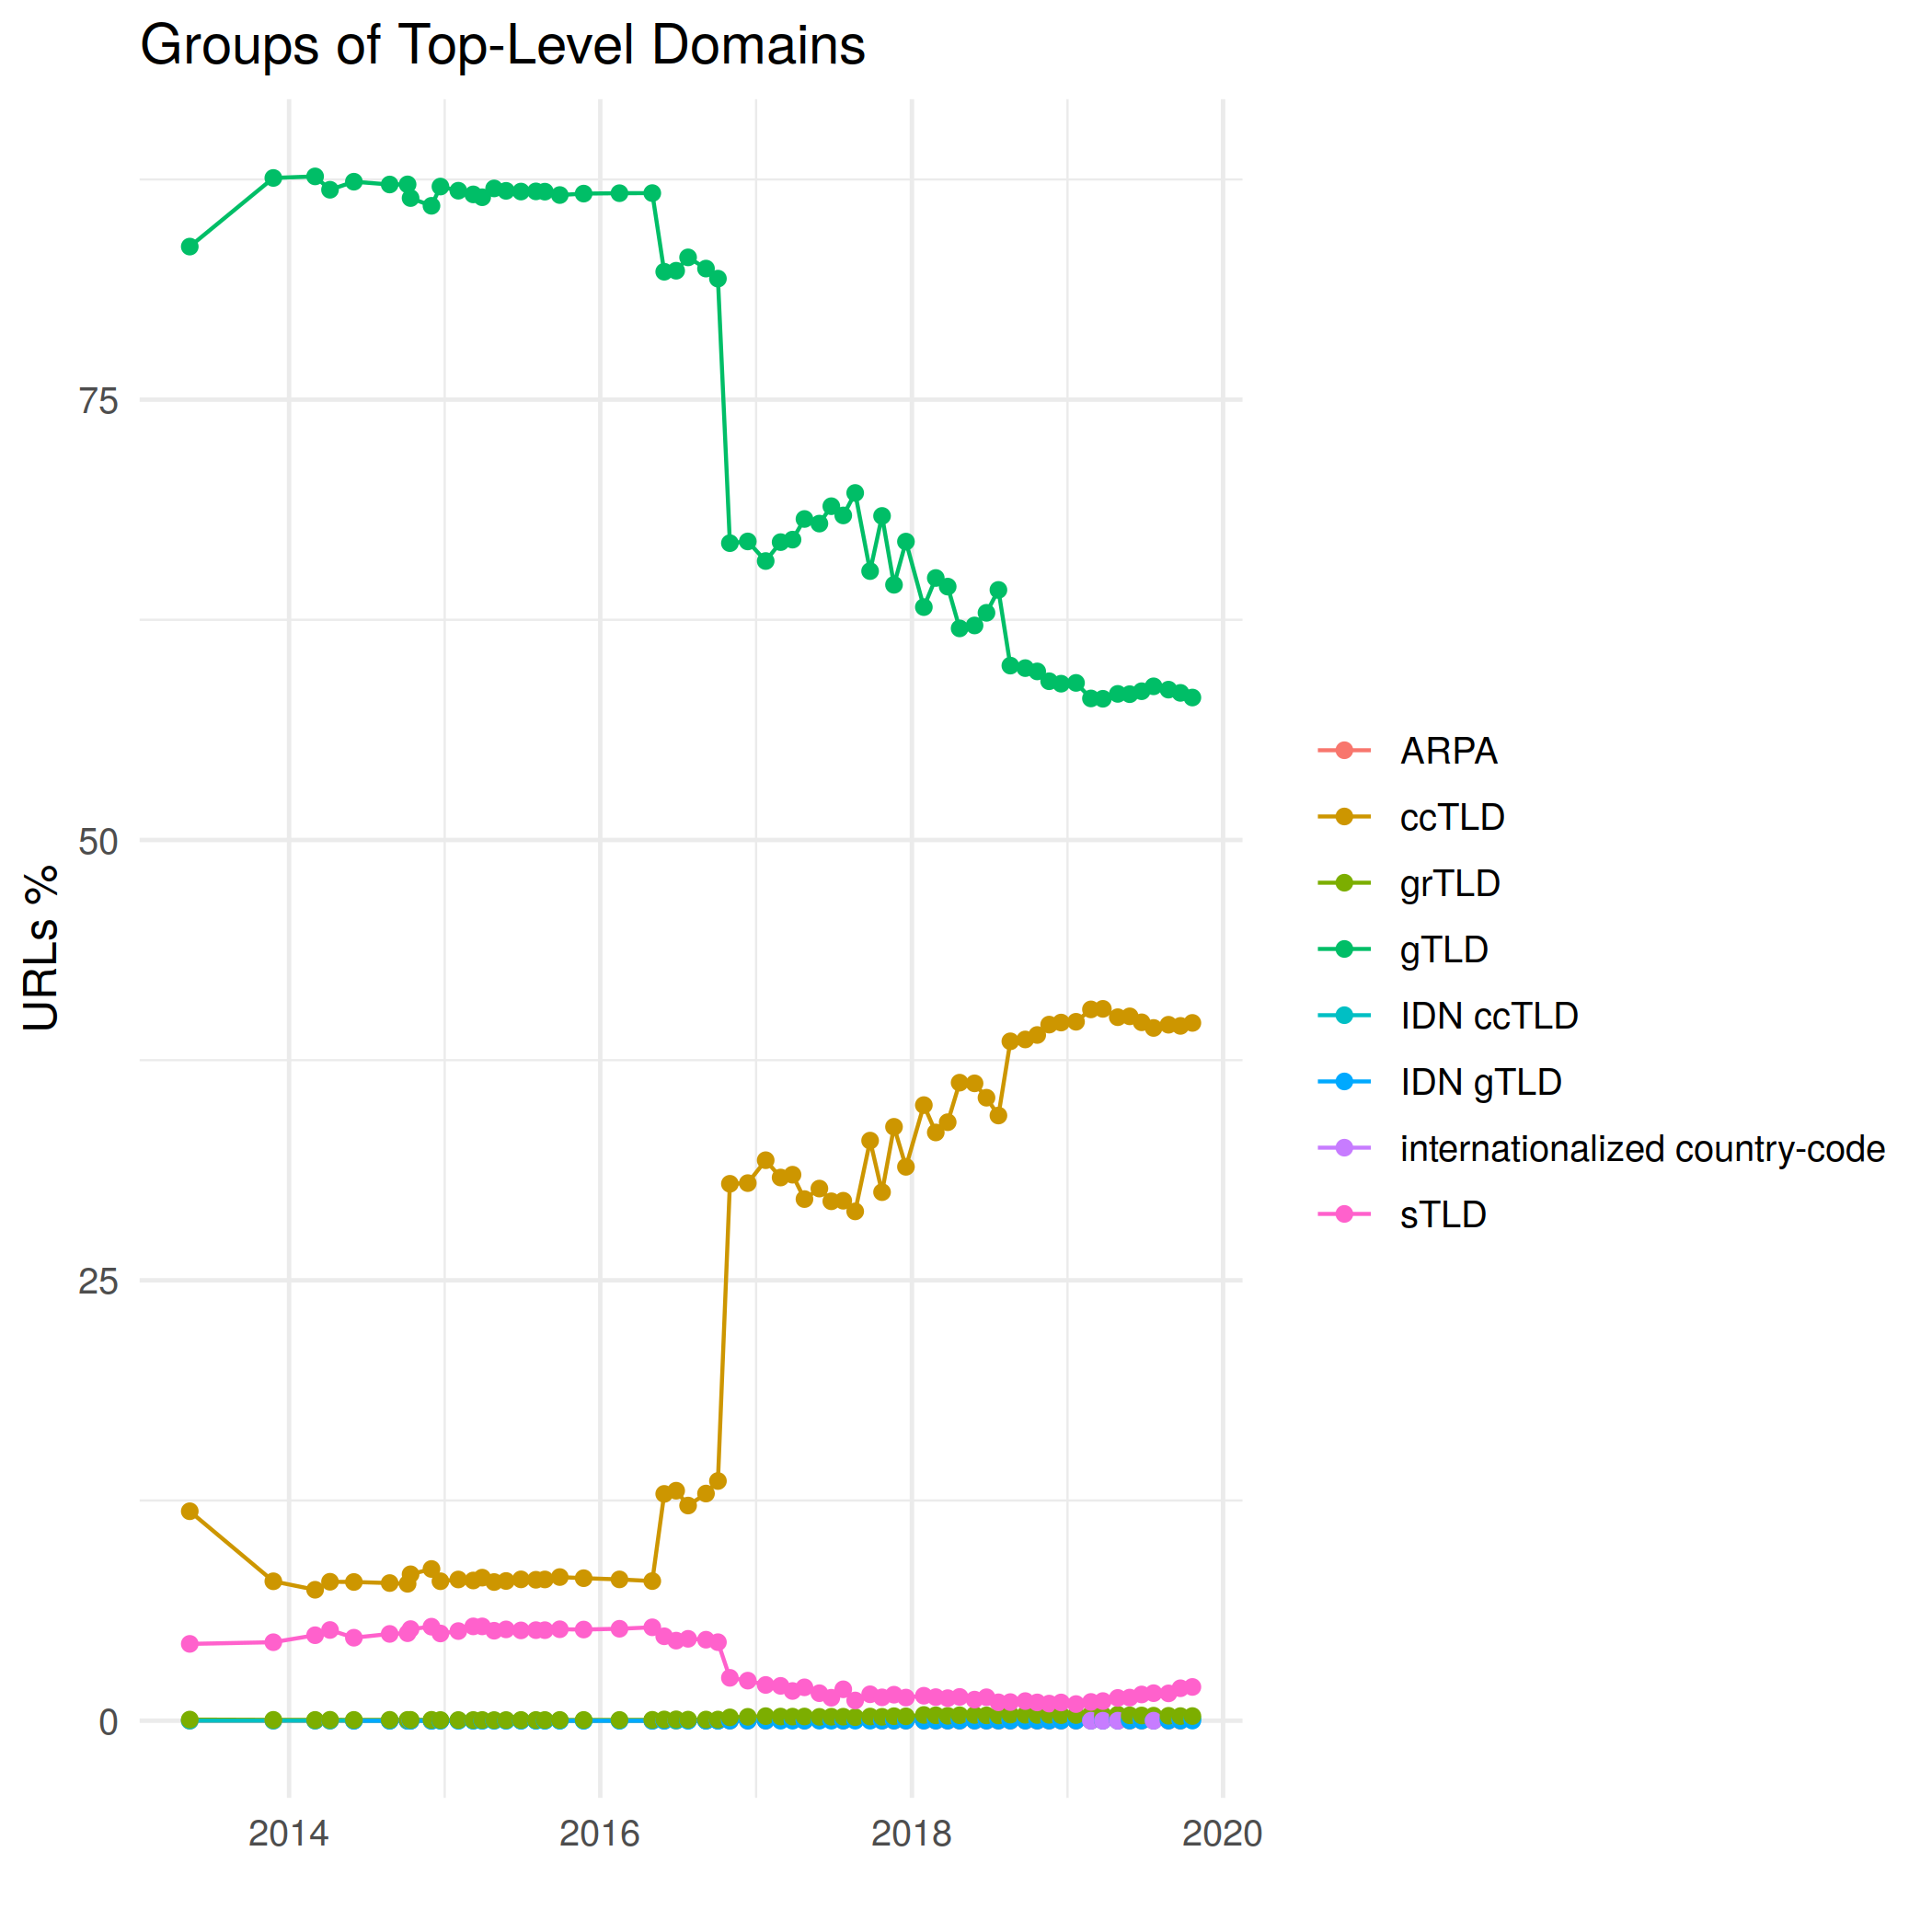 Groups of Top-Level Domains
URLs %
75
50
25
0
2014
2016
2018
2020
ARPA
ccTLD
grTLD
gTLD
IDN ccTLD
IDN gTLD
internationalized country-code
sTLD